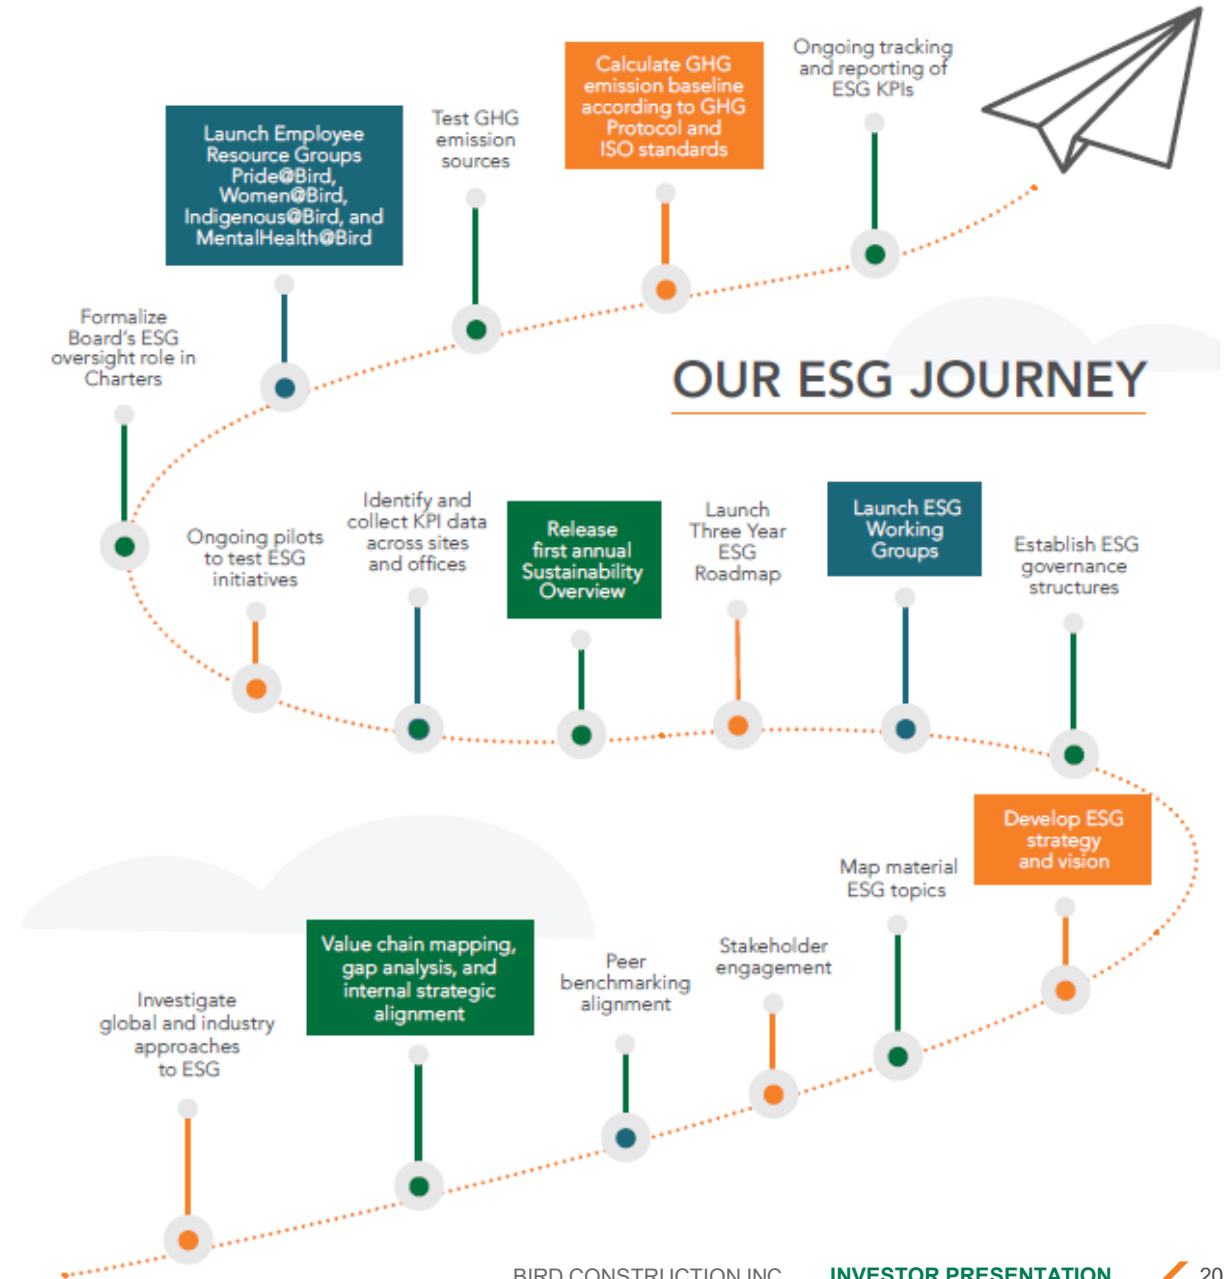 Ongoing tracking
and reporting of
ESG KPIs
Calculate GHG
emission baseline
according to GHG
Protocol and
ISO standards
Test GHG
emission
sources
Launch Employee
Resource Groups
Pride@Bird,
Women@Bird,
Indigenous@Bird, and
MentalHealth@Bird
Formalize
Board's ESG
oversight role in
Charters
OUR ESG JOURNEY
Ongoing pilots
to test ESG
initiatives
Identify and
collect KPI data
across sites
and offices
Release
first annual
Sustainability
Overview
Launch
Three Year
ESG
Roadmap
Launch ESG
Working
Groups
Establish ESG
governance
structures
Develop ESG
strategy
and vision
Map material
ESG topics
Stakeholder
engagement
Peer
benchmarking
alignment
Value chain mapping,
gap analysis, and
internal strategic
alignment
Investigate
global and industry
approaches
to ESG
BIRD CONSTRUCTION INC INVESTOR PRESENTATION 20